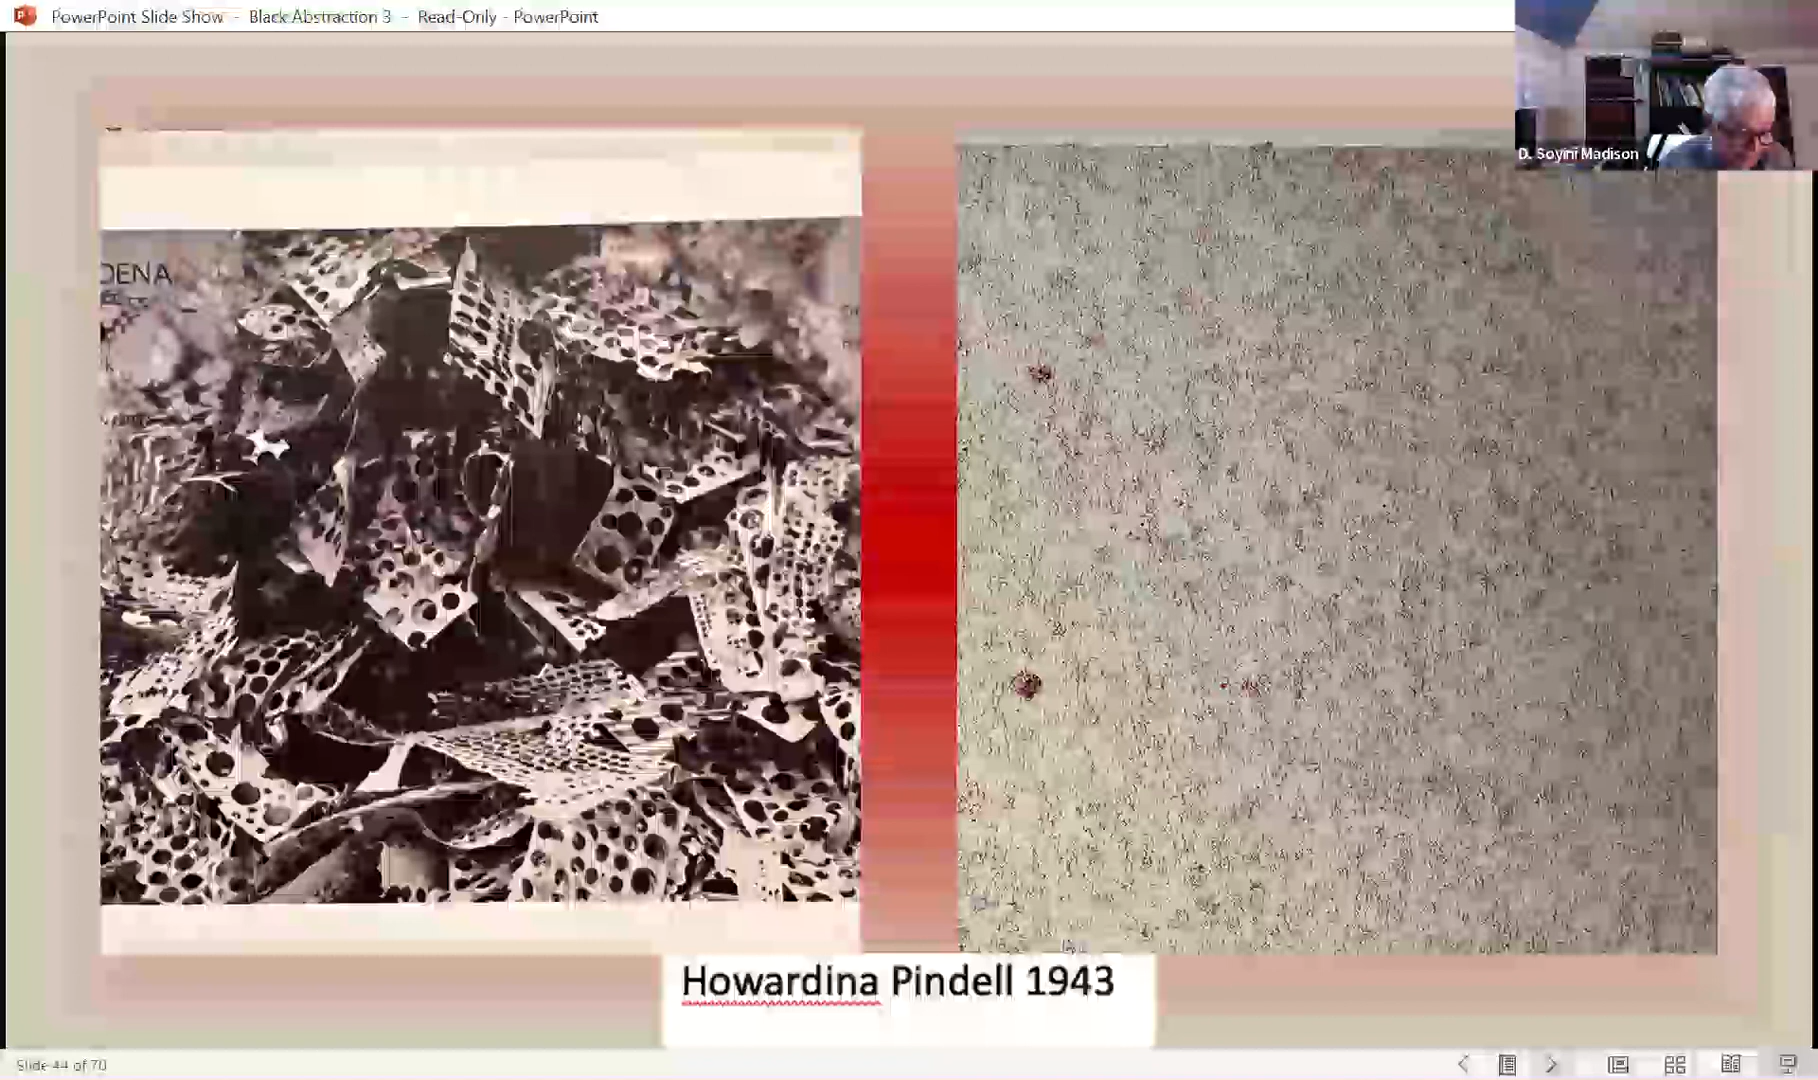 PowerPoint Slide Show - Black Abstraction 3 - Read-Only - PowerPoint
D. Soyini Madison
DENA
Howardina Pindell 1943
Slide 44 of 70